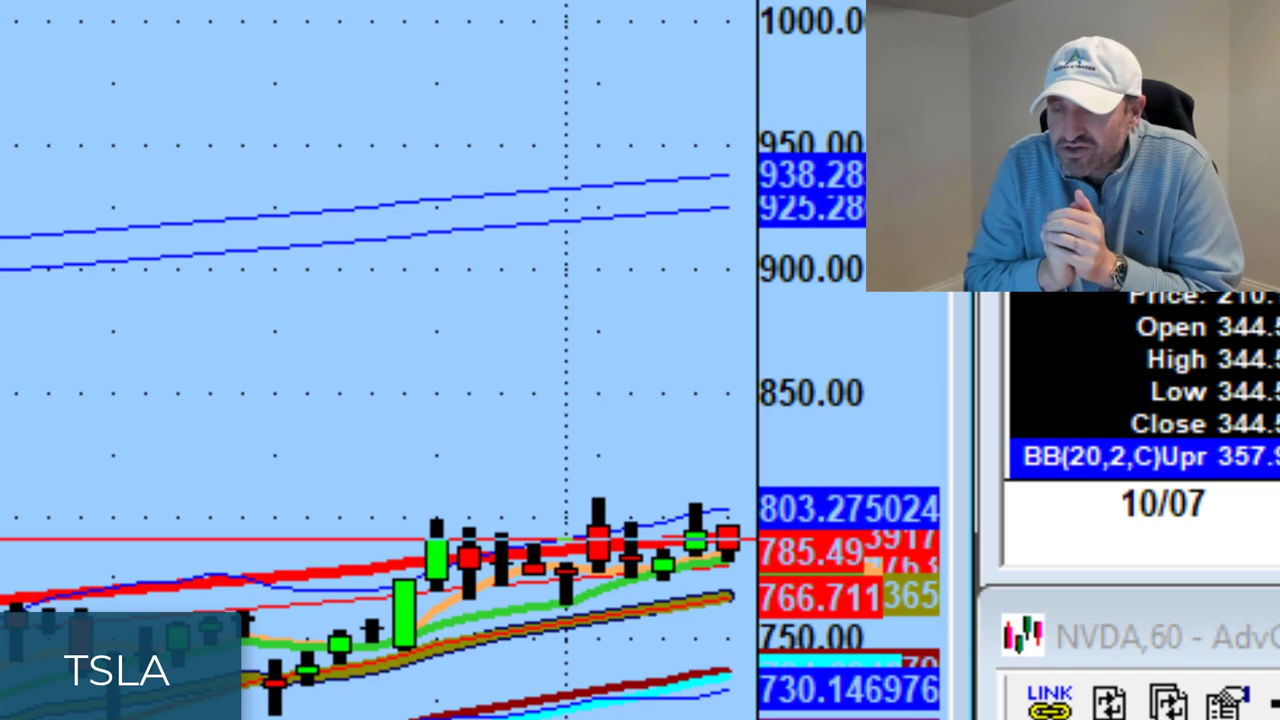 1000.0
950.00
938.28
925.28
900.00
850.00
803.275024
785.49
766.711
365
750.00
730.146976
Open 344.5
High 344.5
Low 344.5
Close 344.5
BB(20,2,C)Upr 357.9
10/07
NVDA,60 - Adv
LINK
TSLA